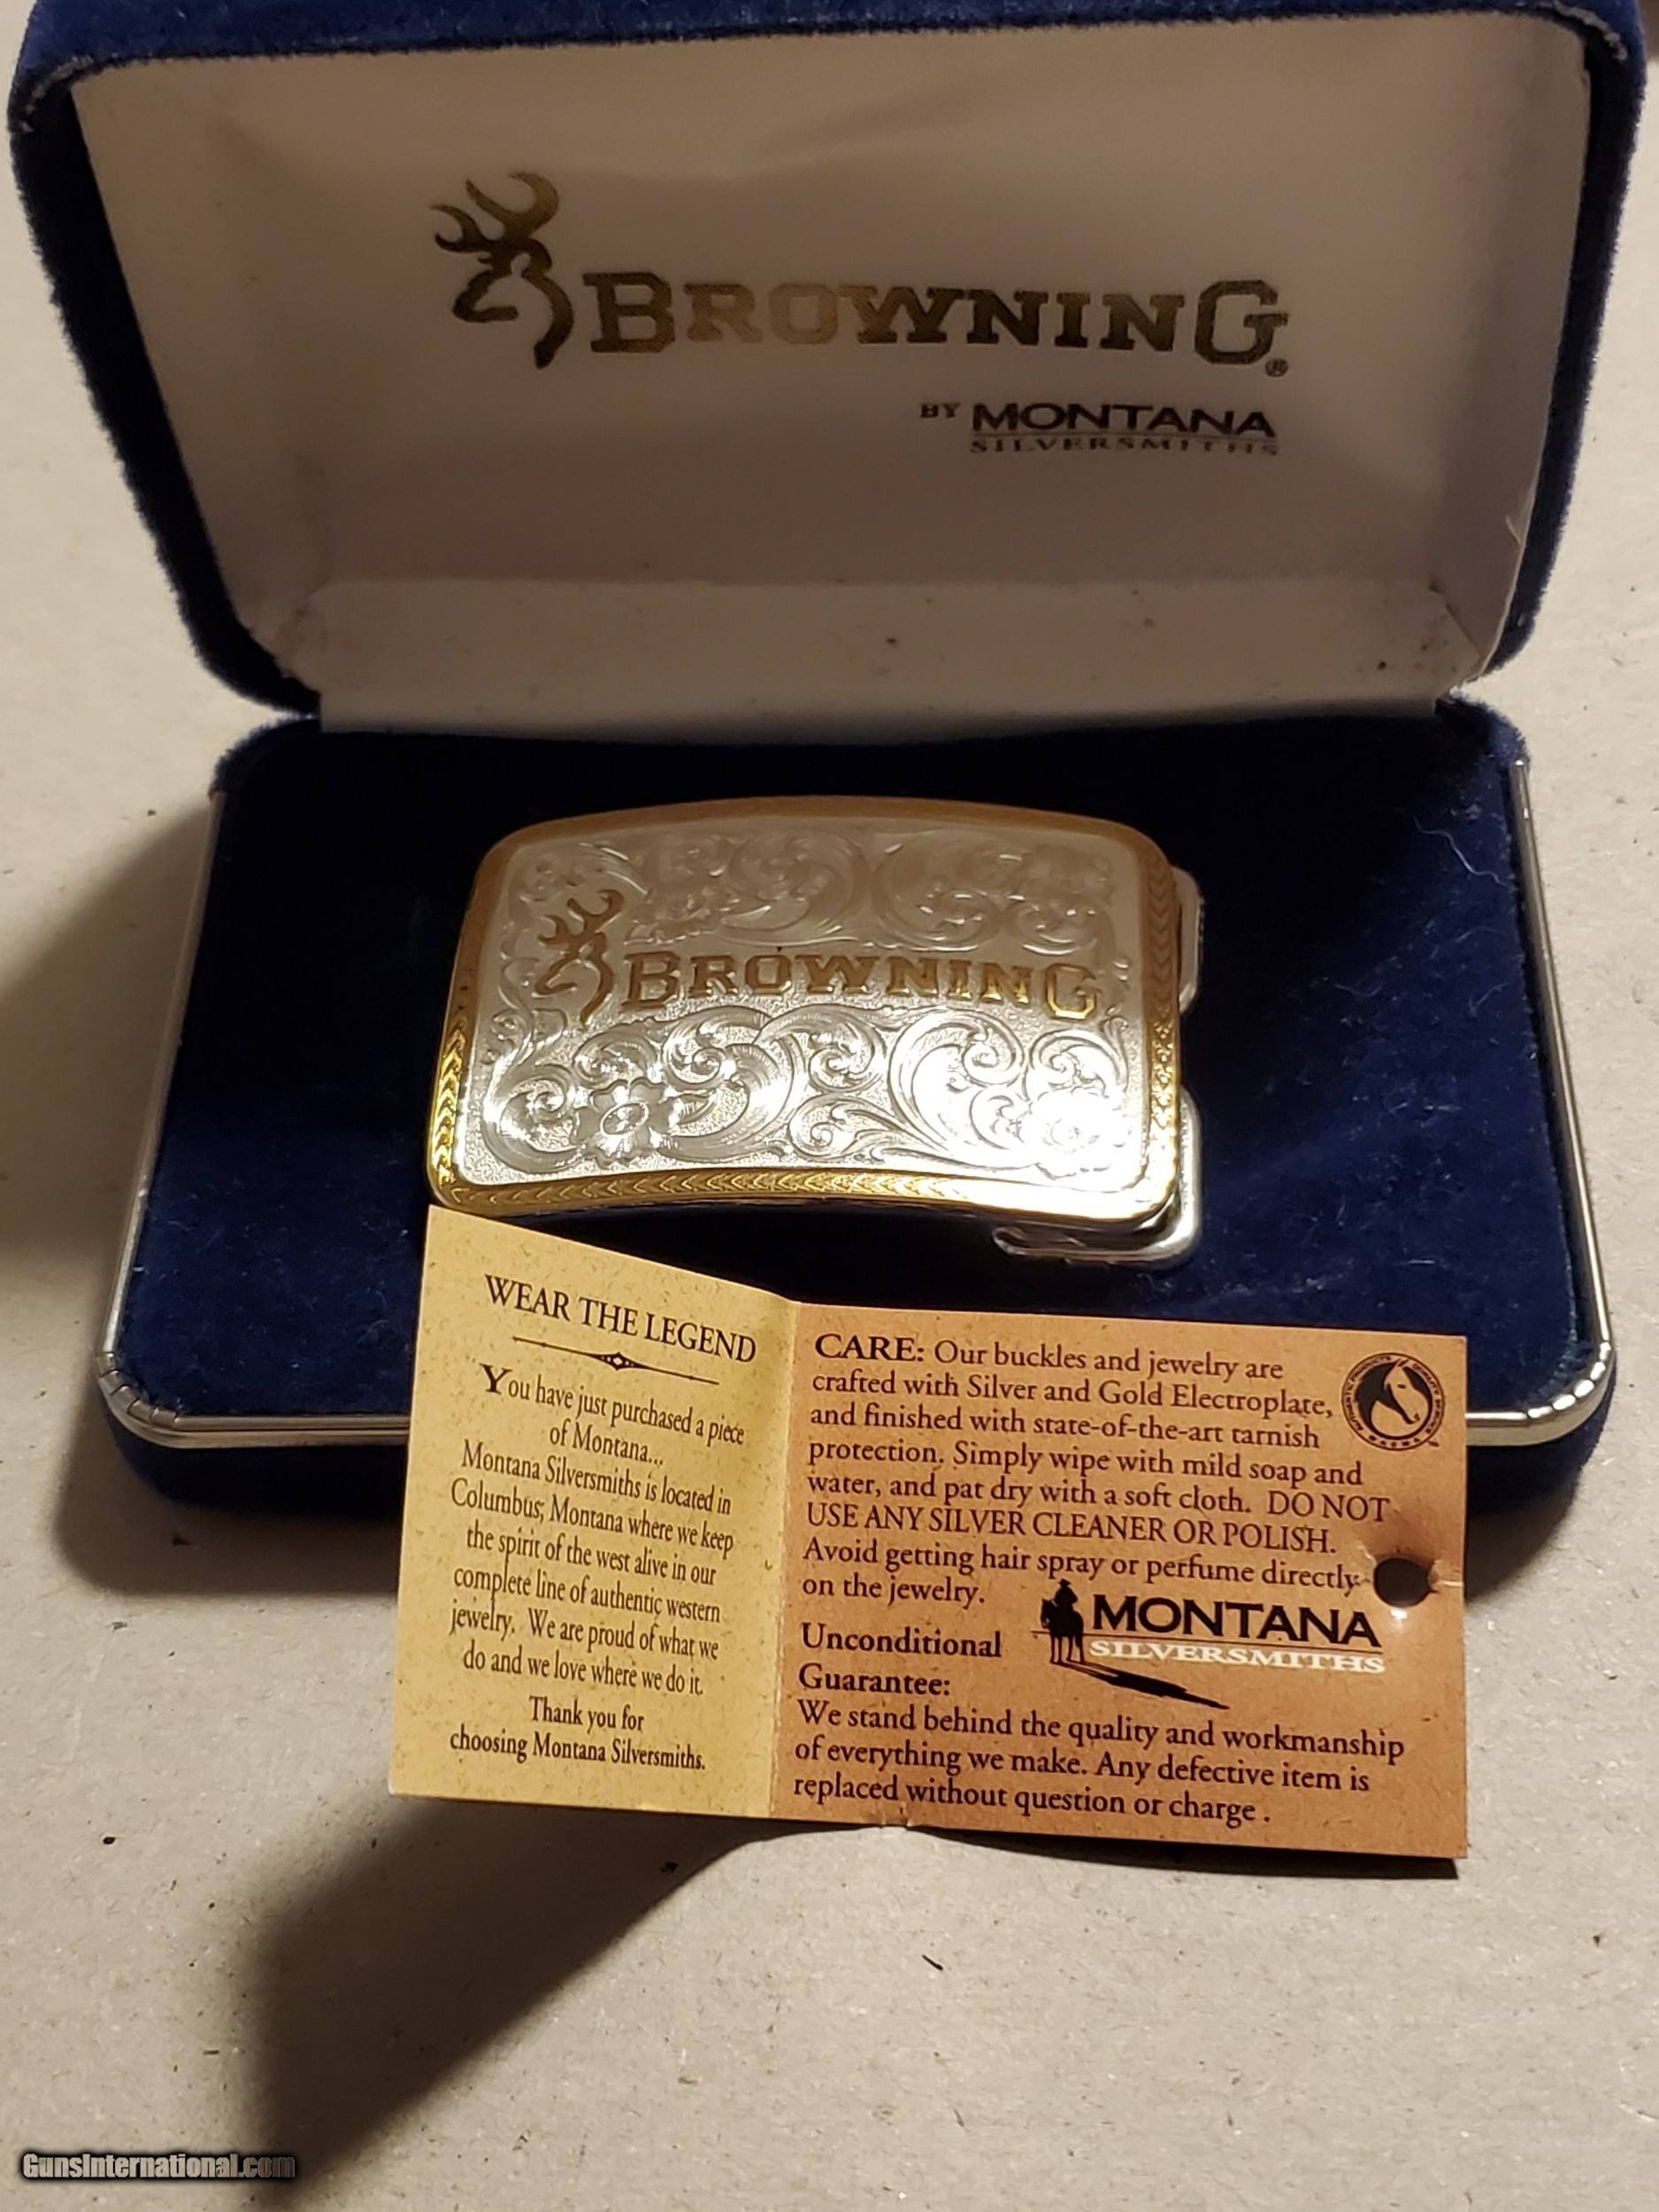 BROWNING®
BY MONTANA
SILVERSMITHS
BROWNING
WEAR THE LEGEND
You have just purchased a piece
of Montana...
Montana Silversmiths is located in
Columbus, Montana where we keep
the spirit of the west alive in our
complete line of authentic western
jewelry. We are proud of what we
do and we love where we do it.
Thank you for
choosing Montana Silversmiths.
CARE: Our buckles and jewelry are
crafted with Silver and Gold Electroplate,
and finished with state-of-the-art tarnish
protection. Simply wipe with mild soap and
water, and pat dry with a soft cloth. DO NOT
USE ANY SILVER CLEANER OR POLISH.
Avoid getting hair spray or perfume directly
on the jewelry.
MONTANA
SILVERSMITHS
Unconditional
Guarantee:
We stand behind the quality and workmanship
of everything we make. Any defective item is
replaced without question or charge .
GunsInternational.com